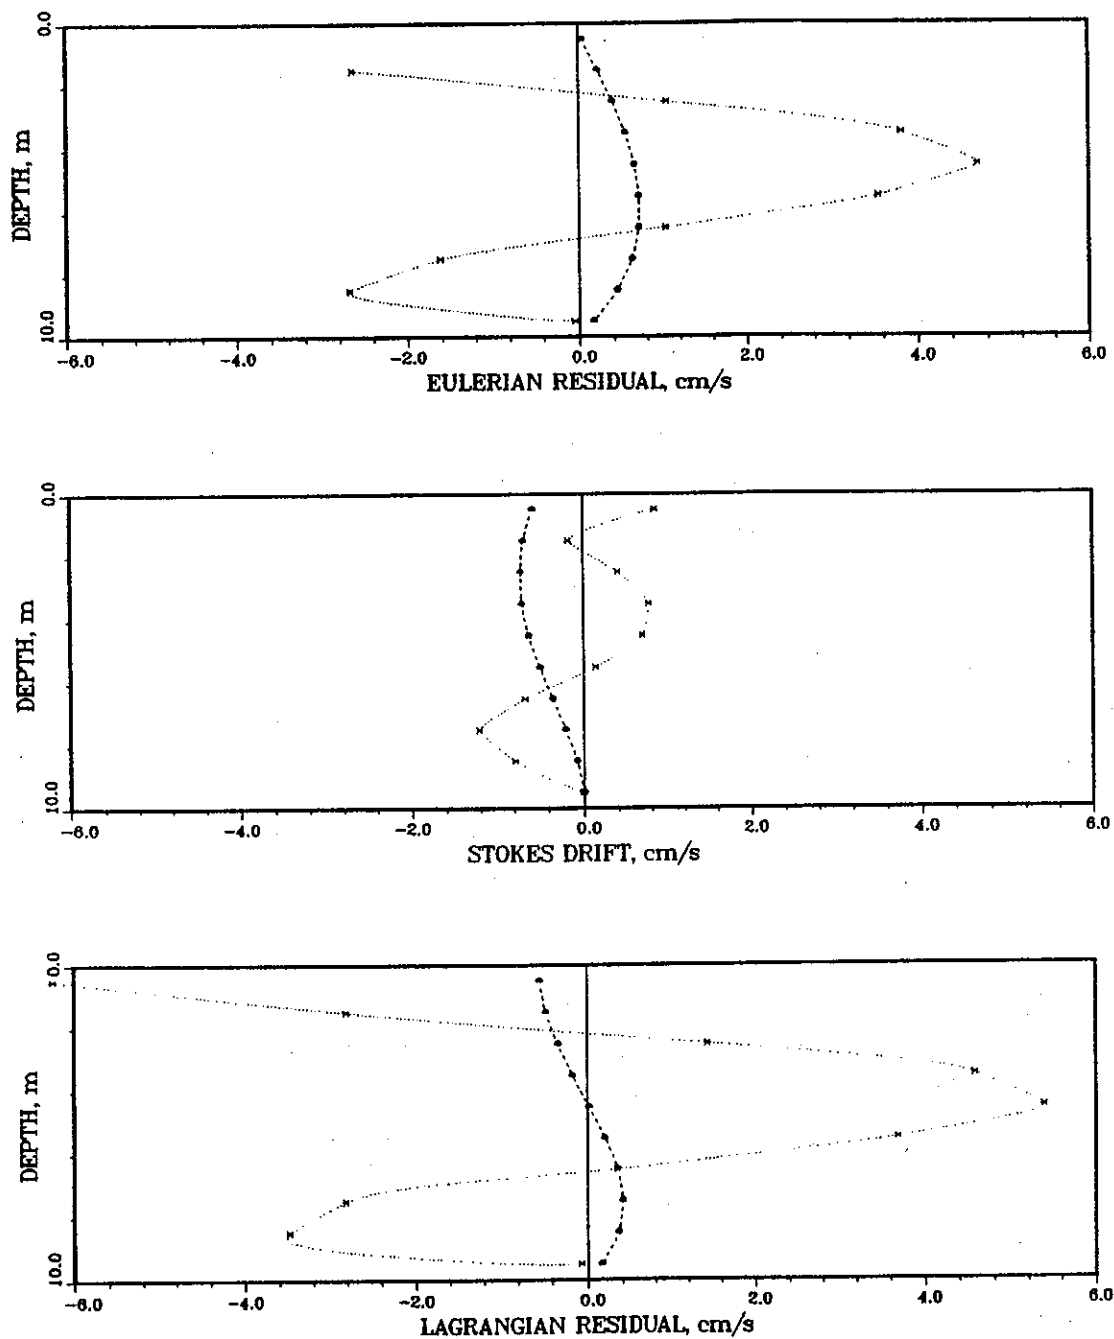 0.0
DEPTH, m
10.0
-6.0 -4.0 -2.0 0.0 2.0 4.0 6.0
EULERIAN RESIDUAL, cm/s
0.0
DEPTH, m
10.0
-6.0 -4.0 -2.0 0.0 2.0 4.0 6.0
STOKES DRIFT, cm/s
0.0
DEPTH, m
10.0
-6.0 -4.0 -2.0 0.0 2.0 4.0 6.0
LAGRANGIAN RESIDUAL, cm/s